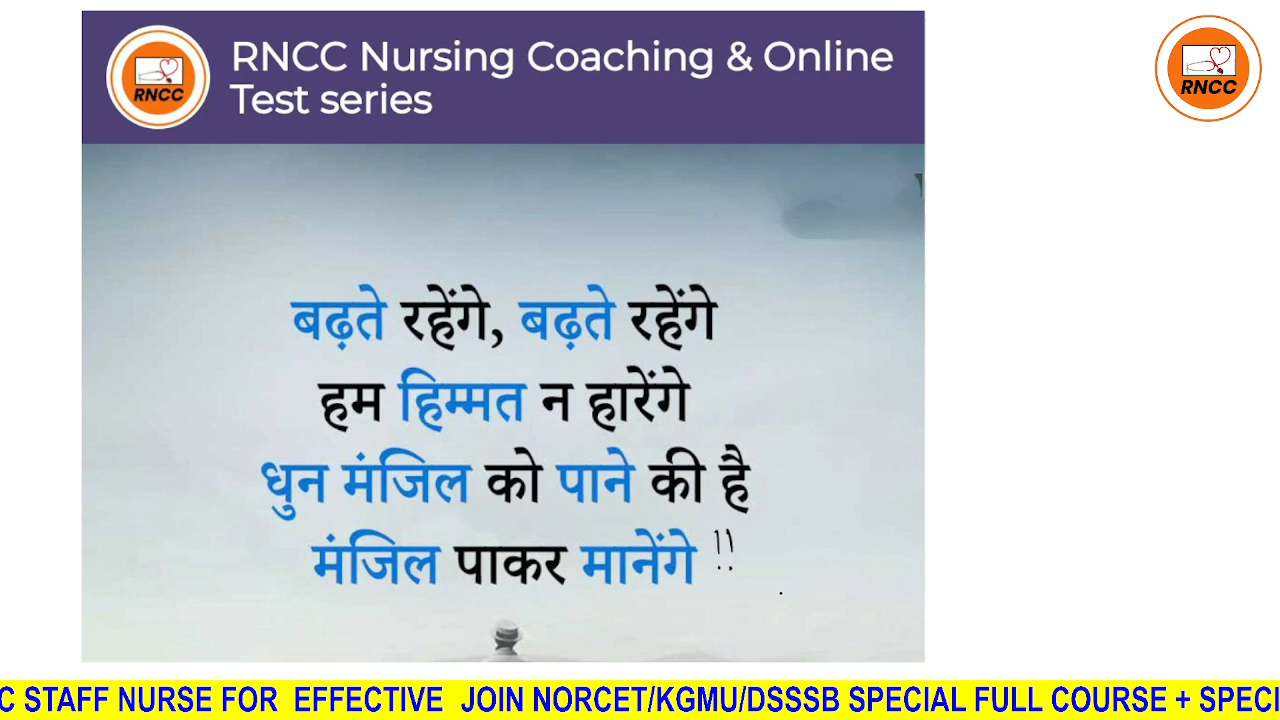 RNCC Nursing Coaching & Online
Test series
RNCC
RNCC
बढ़ते रहेंगे, बढ़ते रहेंगे
हम हिम्मत न हारेंगे
धुन मंजिल को पाने की है
मंजिल पाकर मानेंगे !!
C STAFF NURSE FOR EFFECTIVE JOIN NORCET/KGMU/DSSSB SPECIAL FULL COURSE + SPECI